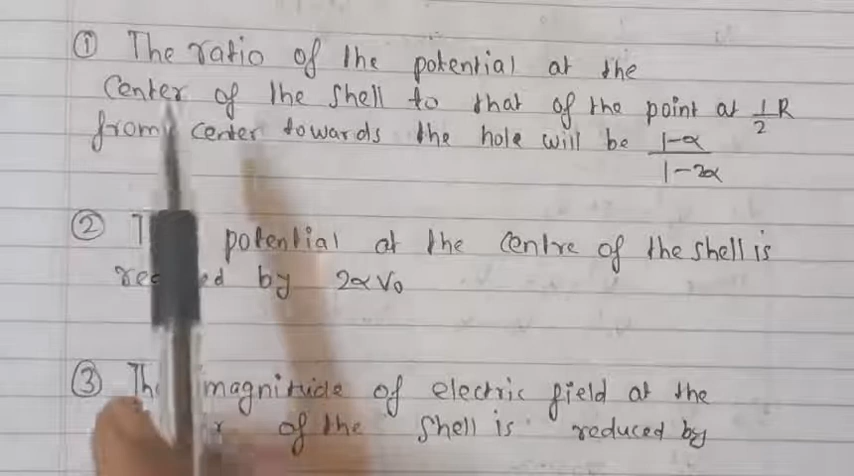 ① The ratio of the potential at the
Center of the shell to that of the point at 1/2 R
from center towards the hole will be 1-α/1-2α
② potential at the centre of the shell is
by 2αV₀
③ magnitude of electric field at the
of the shell is reduced by